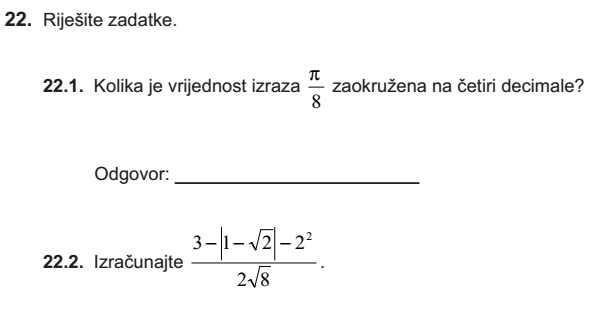 22. Riješite zadatke.
22.1. Kolika je vrijednost izraza π/8 zaokružena na četiri decimale?
Odgovor: ____________________
22.2. Izračunajte (3 − |1 − √2| − 2²)/(2√8).